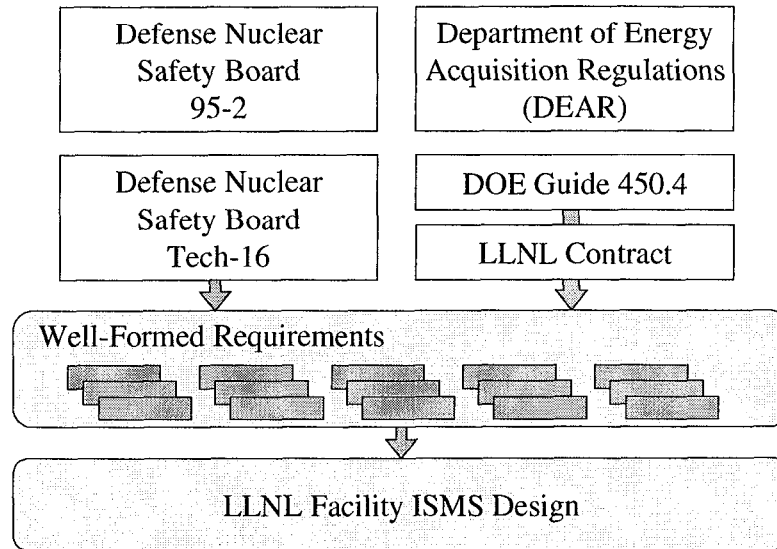 Defense Nuclear
Safety Board
95-2
Department of Energy
Acquisition Regulations
(DEAR)
Defense Nuclear
Safety Board
Tech-16
DOE Guide 450.4
LLNL Contract
Well-Formed Requirements
LLNL Facility ISMS Design